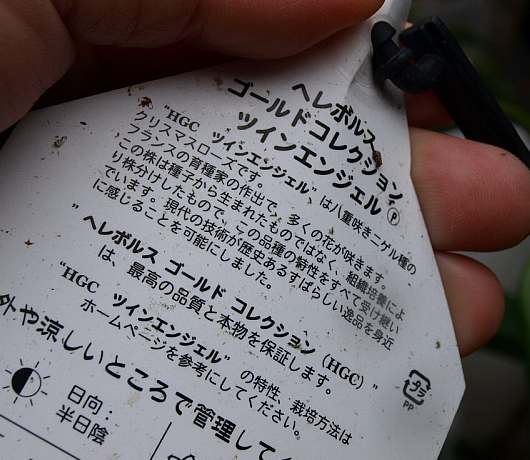 ヘレボルス
ゴールドコレクション
ツインエンジェル Ⓟ
"HGC ツインエンジェル"は八重咲きニゲル種の
クリスマスローズです。
フランスの育種家の作出で、多くの花が咲きます。
この株は種子から生まれたものではなく、組織培養によ
り株分けしたもので、この品種の特性をすべて受け継い
でいます。現代の技術が歴史あるすばらしい逸品を身近
に感じることを可能にしました。
"ヘレボルス ゴールド コレクション（HGC）"
は、最高の品質と本物を保証します。
"HGC ツインエンジェル"の特性、栽培方法は
ホームページを参考にしてください。
外や涼しいところで管理して
日向：
半日陰
プラ
PP